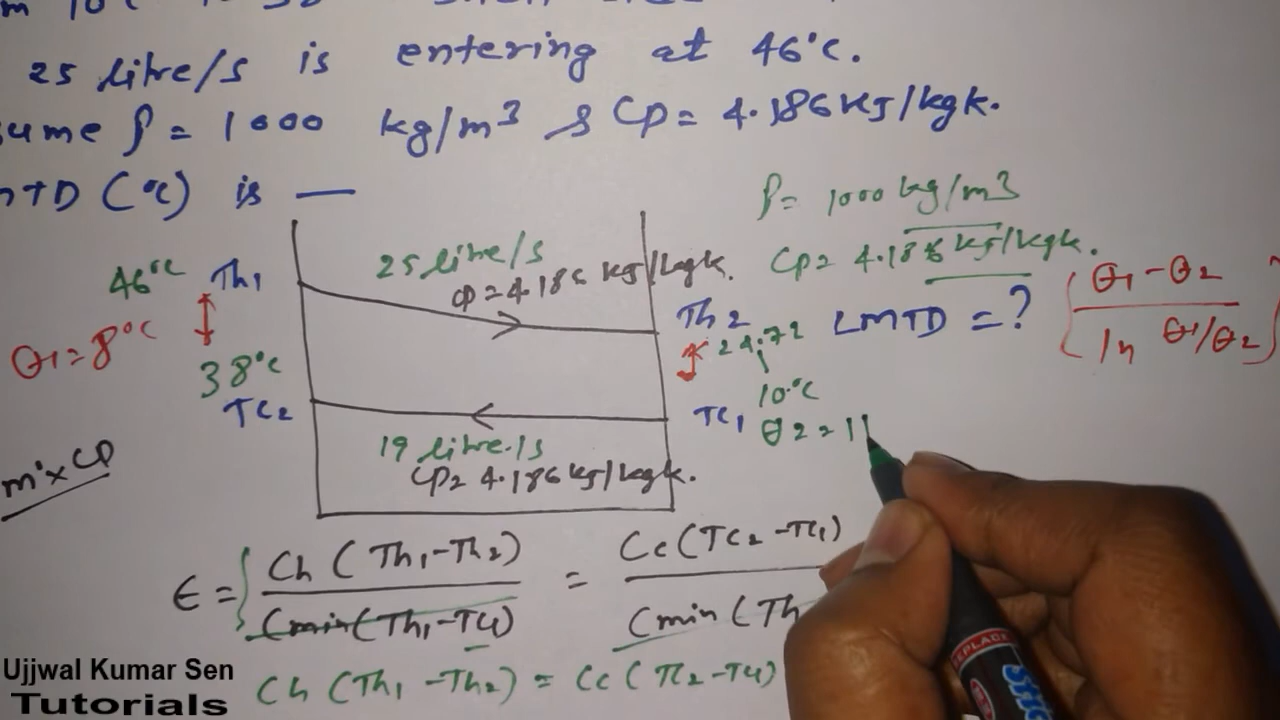 m 10°C
25 litre/s is entering at 46°C.
ume ρ = 1000 kg/m3 & Cp = 4.186 KJ/kgk.
MTD (°C) is —
ρ = 1000 kg/m3
Cp = 4.186 KJ/kgk.
46°C Th1
25 litre/s
Cp = 4.186 KJ/kgk.
θ1 = 8°C
38°C
Tc2
Th2
24.72
10°C
Tc1
θ2 = 1
LMTD = ? { θ1 - θ2 / ln θ1/θ2 }
19 litre/s
Cp = 4.186 KJ/kgk.
m° x Cp
ε = { Ch (Th1 - Th2) / Cmin (Th1 - Tc1) = Cc (Tc2 - Tc1) / Cmin (Th
Ch (Th1 - Th2) = Cc (Tc2 - Tc1)
REPLAC
Ujjwal Kumar Sen
Tutorials